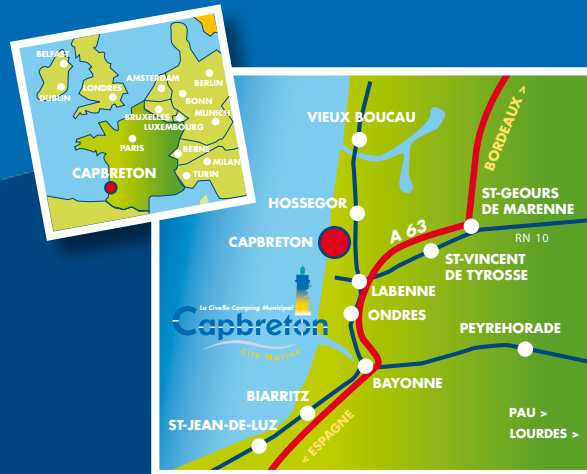 BELFAST
DUBLIN
LONDRES
AMSTERDAM
BERLIN
BONN
BRUXELLES
MUNICH
LUXEMBOURG
PARIS
BERNE
MILAN
TURIN
CAPBRETON
VIEUX BOUCAU
BORDEAUX >
HOSSEGOR
ST-GEOURS
DE MARENNE
CAPBRETON
A 63
RN 10
ST-VINCENT
DE TYROSSE
LABENNE
La Civelle Camping Municipal
Capbreton
Cité Marine
ONDRES
PEYREHORADE
BAYONNE
BIARRITZ
ST-JEAN-DE-LUZ
< ESPAGNE
PAU >
LOURDES >